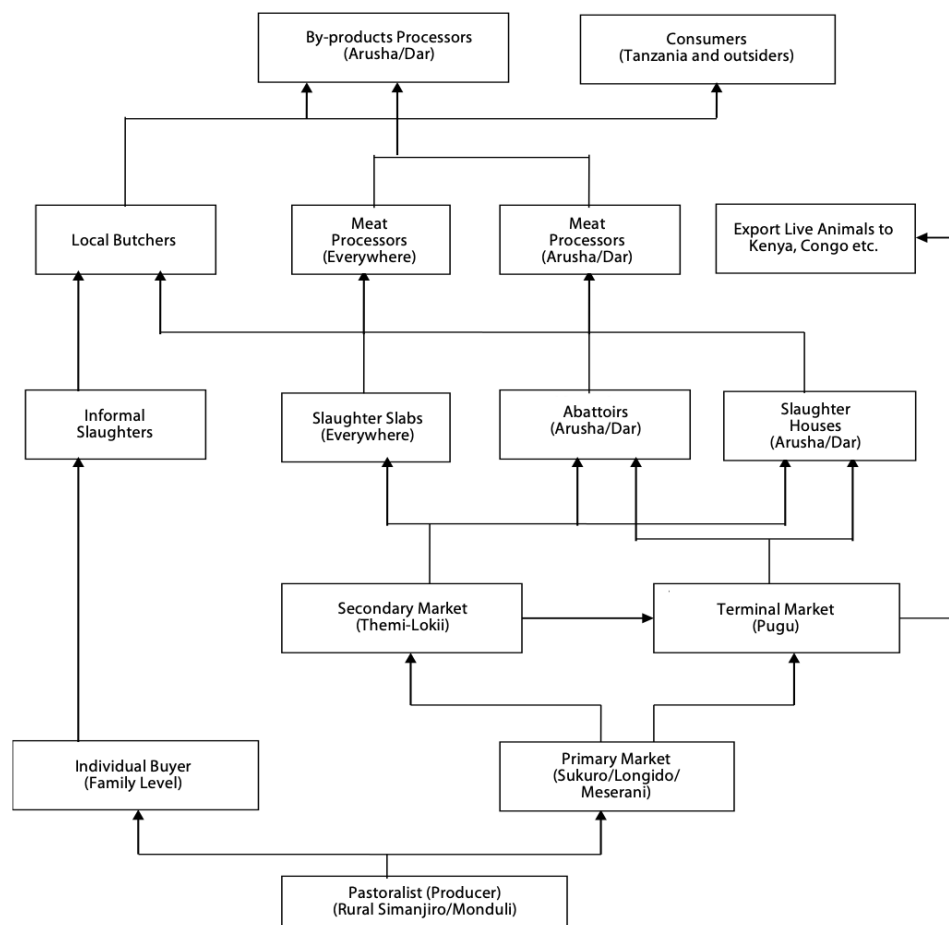 By-products Processors
(Arusha/Dar)
Consumers
(Tanzania and outsiders)
Local Butchers
Meat
Processors
(Everywhere)
Meat
Processors
(Arusha/Dar)
Export Live Animals to
Kenya, Congo etc.
Informal
Slaughters
Slaughter Slabs
(Everywhere)
Abattoirs
(Arusha/Dar)
Slaughter
Houses
(Arusha/Dar)
Secondary Market
(Themi-Lokii)
Terminal Market
(Pugu)
Individual Buyer
(Family Level)
Primary Market
(Sukuro/Longido/
Meserani)
Pastoralist (Producer)
(Rural Simanjiro/Monduli)